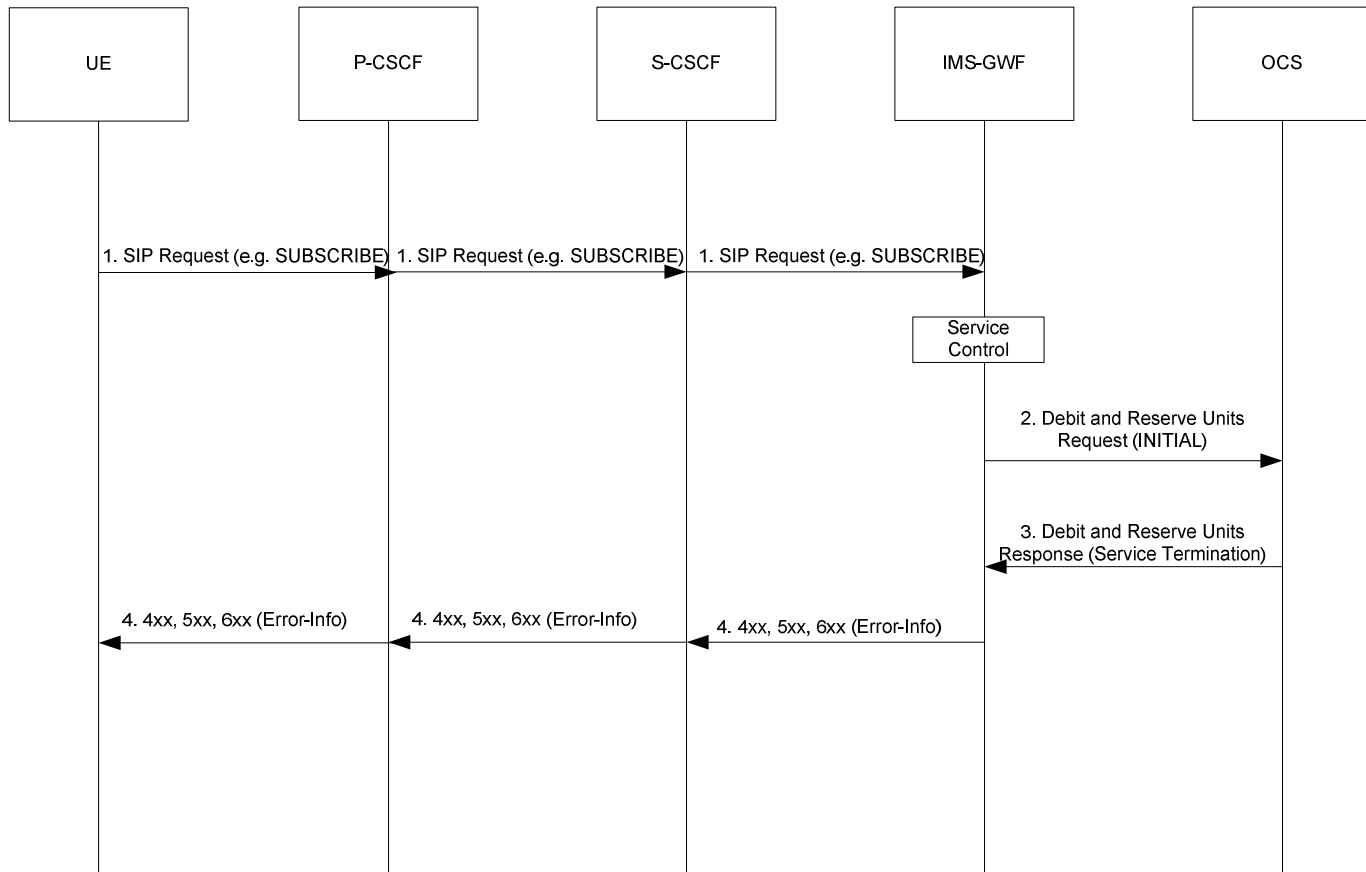 UE
P-CSCF
S-CSCF
IMS-GWF
OCS
1. SIP Request (e.g. SUBSCRIBE)
1. SIP Request (e.g. SUBSCRIBE)
1. SIP Request (e.g. SUBSCRIBE)
Service
Control
2. Debit and Reserve Units
Request (INITIAL)
3. Debit and Reserve Units
Response (Service Termination)
4. 4xx, 5xx, 6xx (Error-Info)
4. 4xx, 5xx, 6xx (Error-Info)
4. 4xx, 5xx, 6xx (Error-Info)